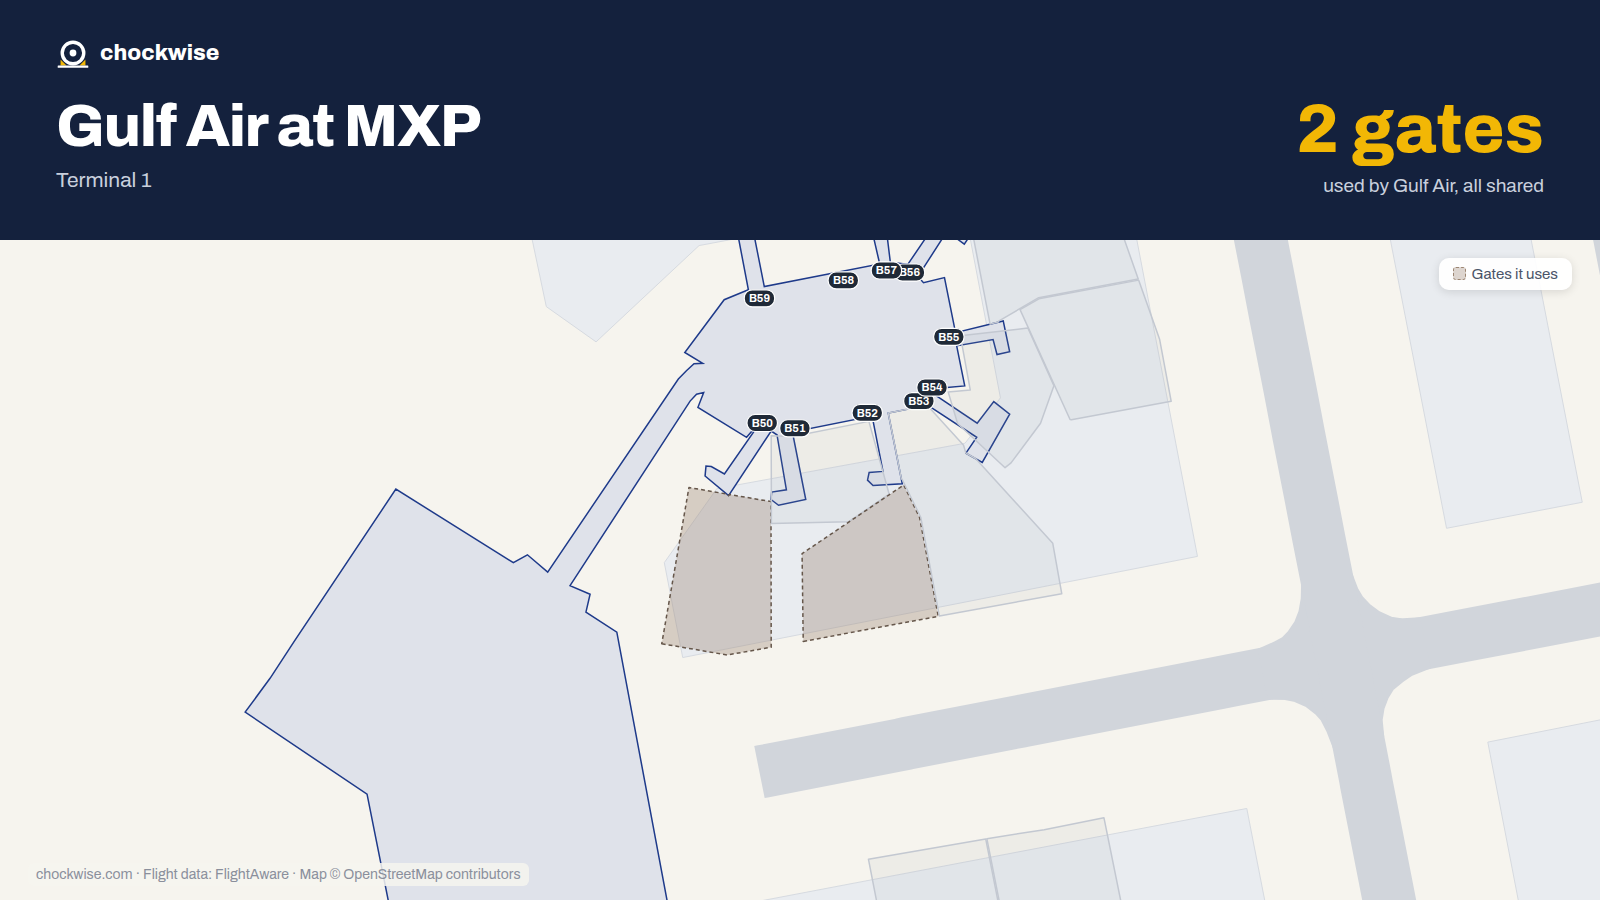 chockwise
Gulf Air at MXP
Terminal 1
2 gates
used by Gulf Air, all shared
Gates it uses
B57
B56
B58
B59
B55
B54
B53
B52
B50
B51
chockwise.com · Flight data: FlightAware · Map © OpenStreetMap contributors